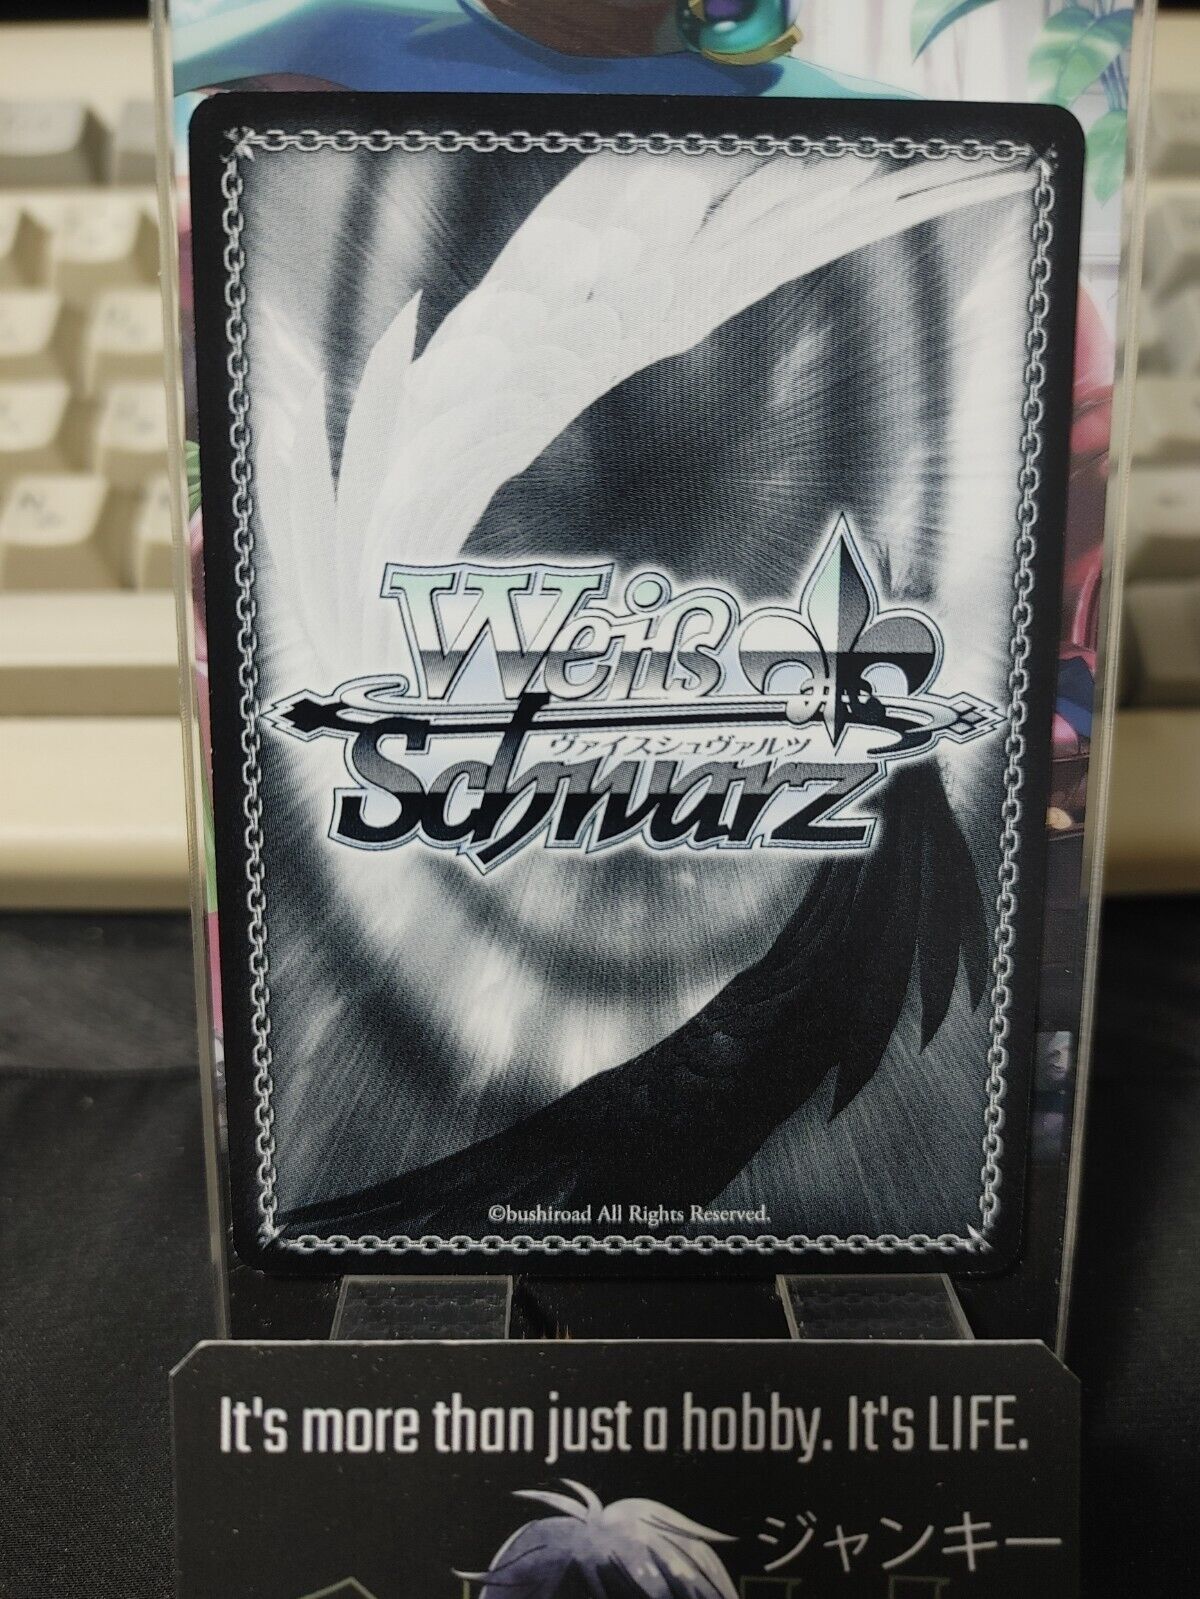 Weiß
ヴァイスシュヴァルツ
Schwarz
©bushiroad All Rights Reserved.
It's more than just a hobby. It's LIFE.
ジャンキー